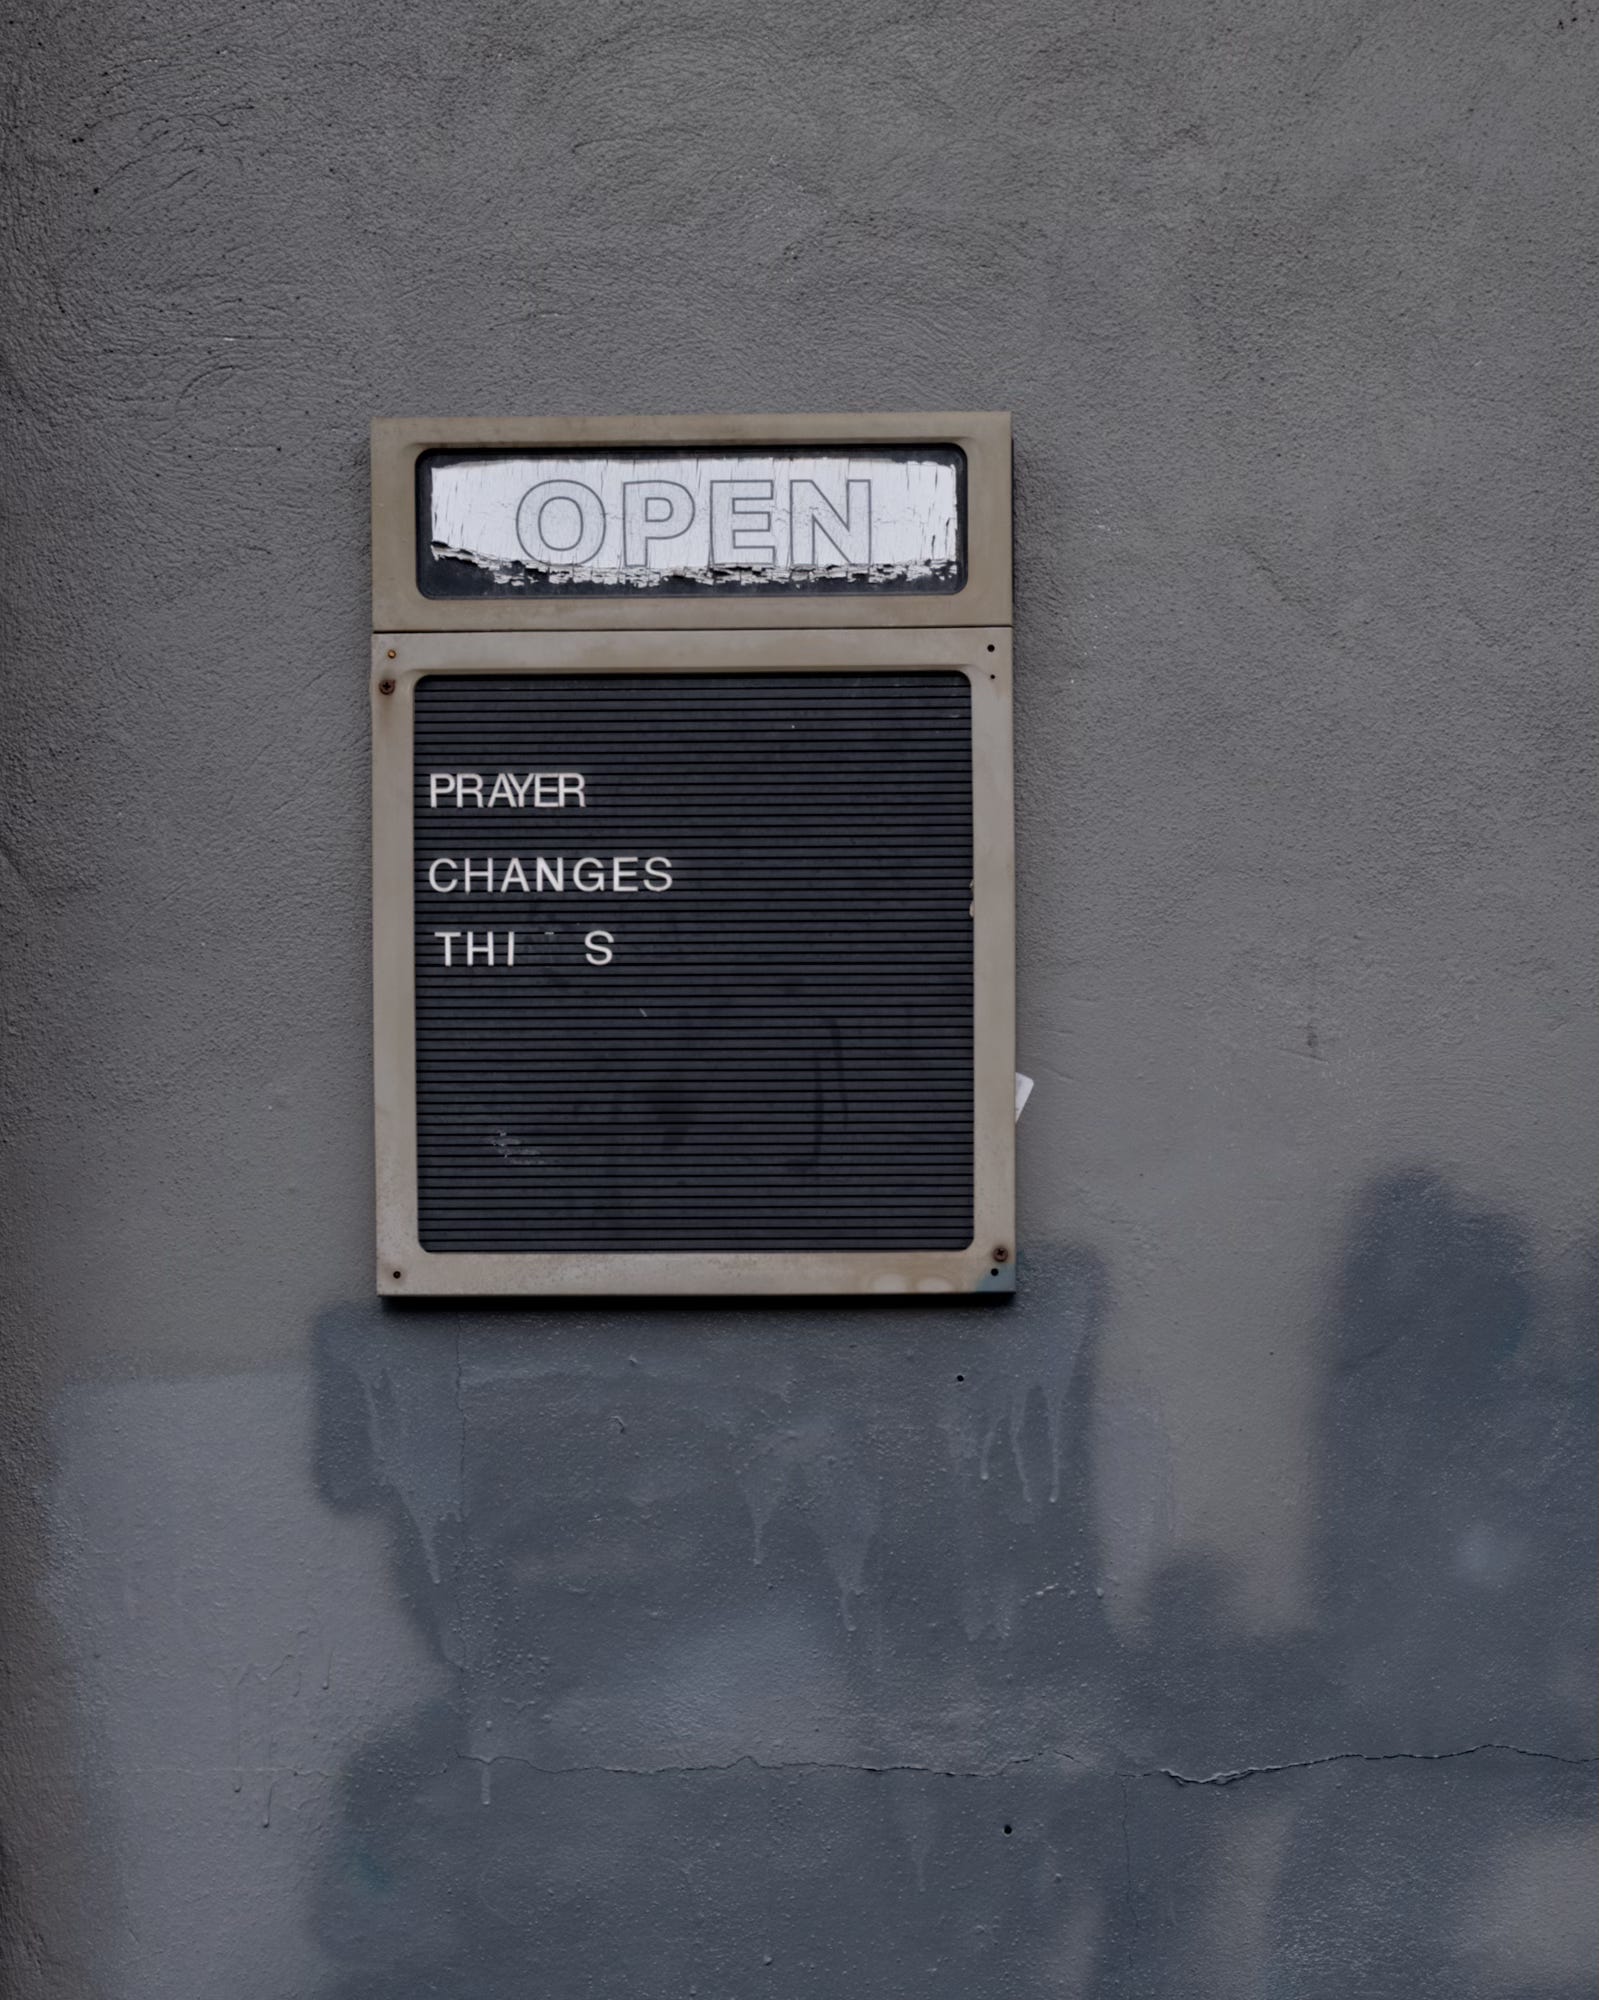 OPEN
PRAYER
CHANGES
THI S